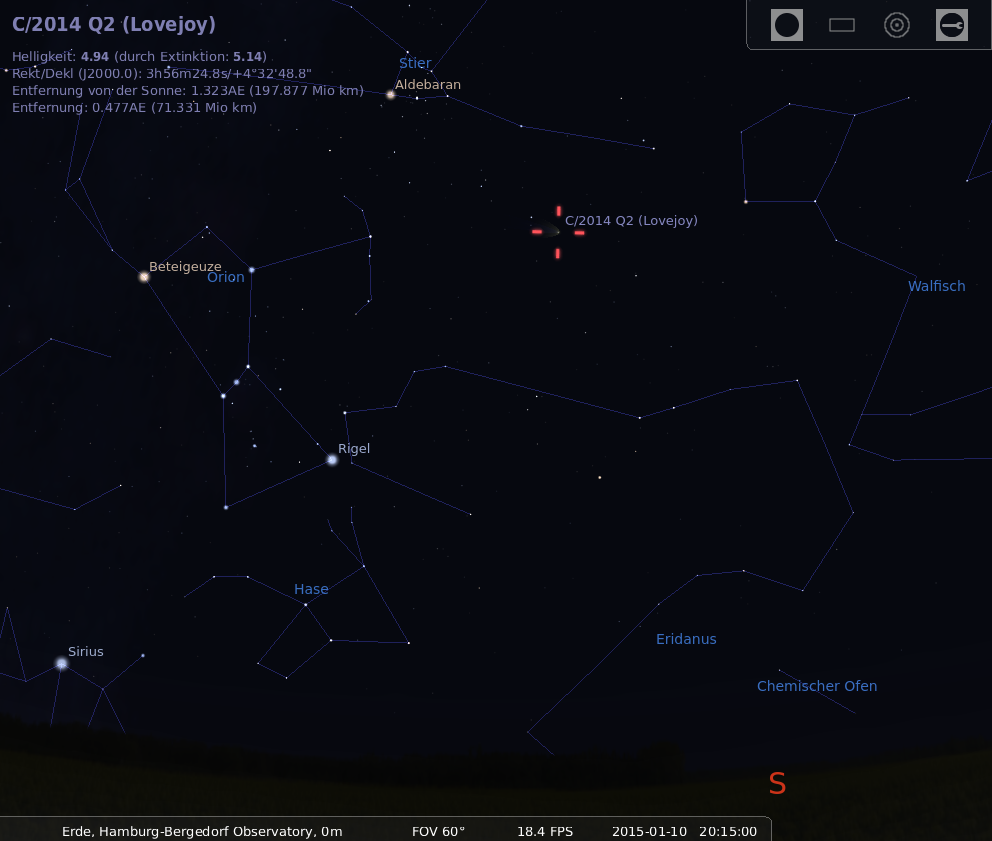 C/2014 Q2 (Lovejoy)
Helligkeit: 4.94 (durch Extinktion: 5.14)
Rekt/Dekl (J2000.0): 3h56m24.8s/+4°32'48.8"
Entfernung von der Sonne: 1.323AE (197.877 Mio km)
Entfernung: 0.477AE (71.331 Mio km)
Stier
Aldebaran
C/2014 Q2 (Lovejoy)
Beteigeuze
Orion
Walfisch
Rigel
Hase
Eridanus
Sirius
Chemischer Ofen
S
Erde, Hamburg-Bergedorf Observatory, 0m FOV 60° 18.4 FPS 2015-01-10 20:15:00